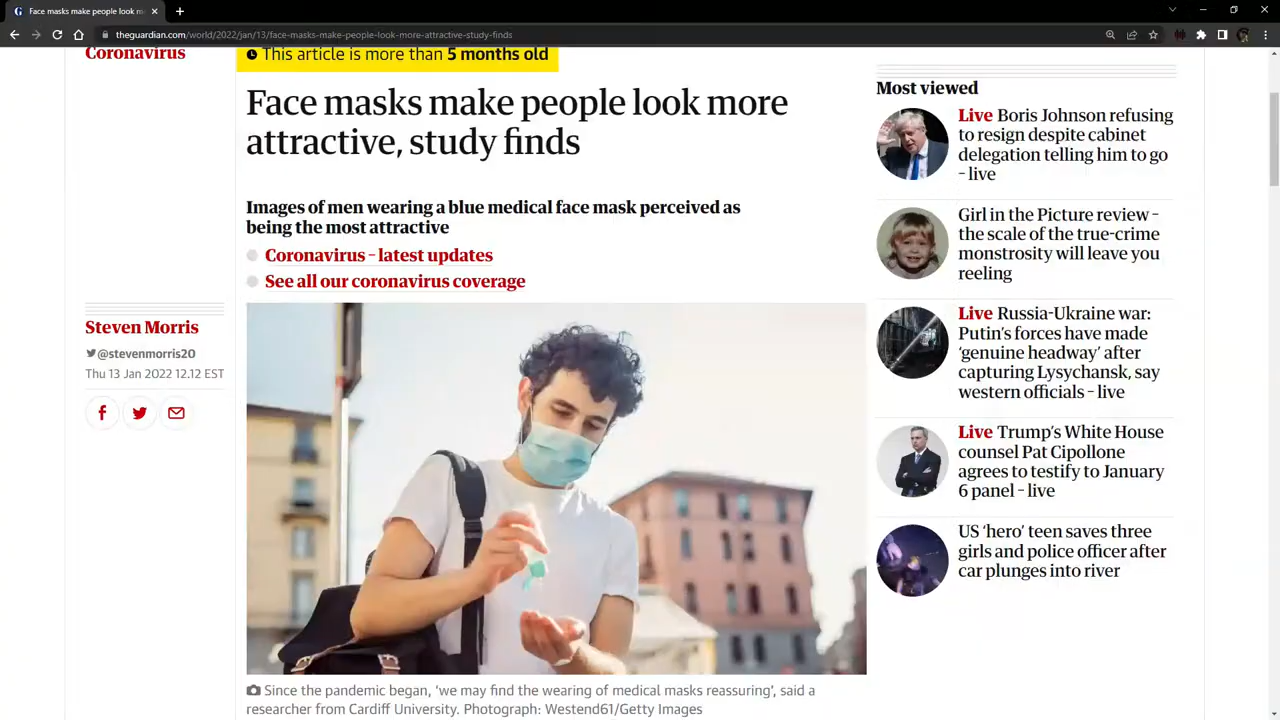 Face masks make people look mo
theguardian.com/world/2022/jan/13/face-masks-make-people-look-more-attractive-study-finds
Coronavirus
This article is more than 5 months old
Face masks make people look more
attractive, study finds
Images of men wearing a blue medical face mask perceived as
being the most attractive
Coronavirus – latest updates
See all our coronavirus coverage
Steven Morris
@stevenmorris20
Thu 13 Jan 2022 12.12 EST
Since the pandemic began, ‘we may find the wearing of medical masks reassuring’, said a
researcher from Cardiff University. Photograph: Westend61/Getty Images
Most viewed
Live Boris Johnson refusing
to resign despite cabinet
delegation telling him to go
– live
Girl in the Picture review –
the scale of the true-crime
monstrosity will leave you
reeling
Live Russia-Ukraine war:
Putin’s forces have made
‘genuine headway’ after
capturing Lysychansk, say
western officials – live
Live Trump’s White House
counsel Pat Cipollone
agrees to testify to January
6 panel – live
US ‘hero’ teen saves three
girls and police officer after
car plunges into river